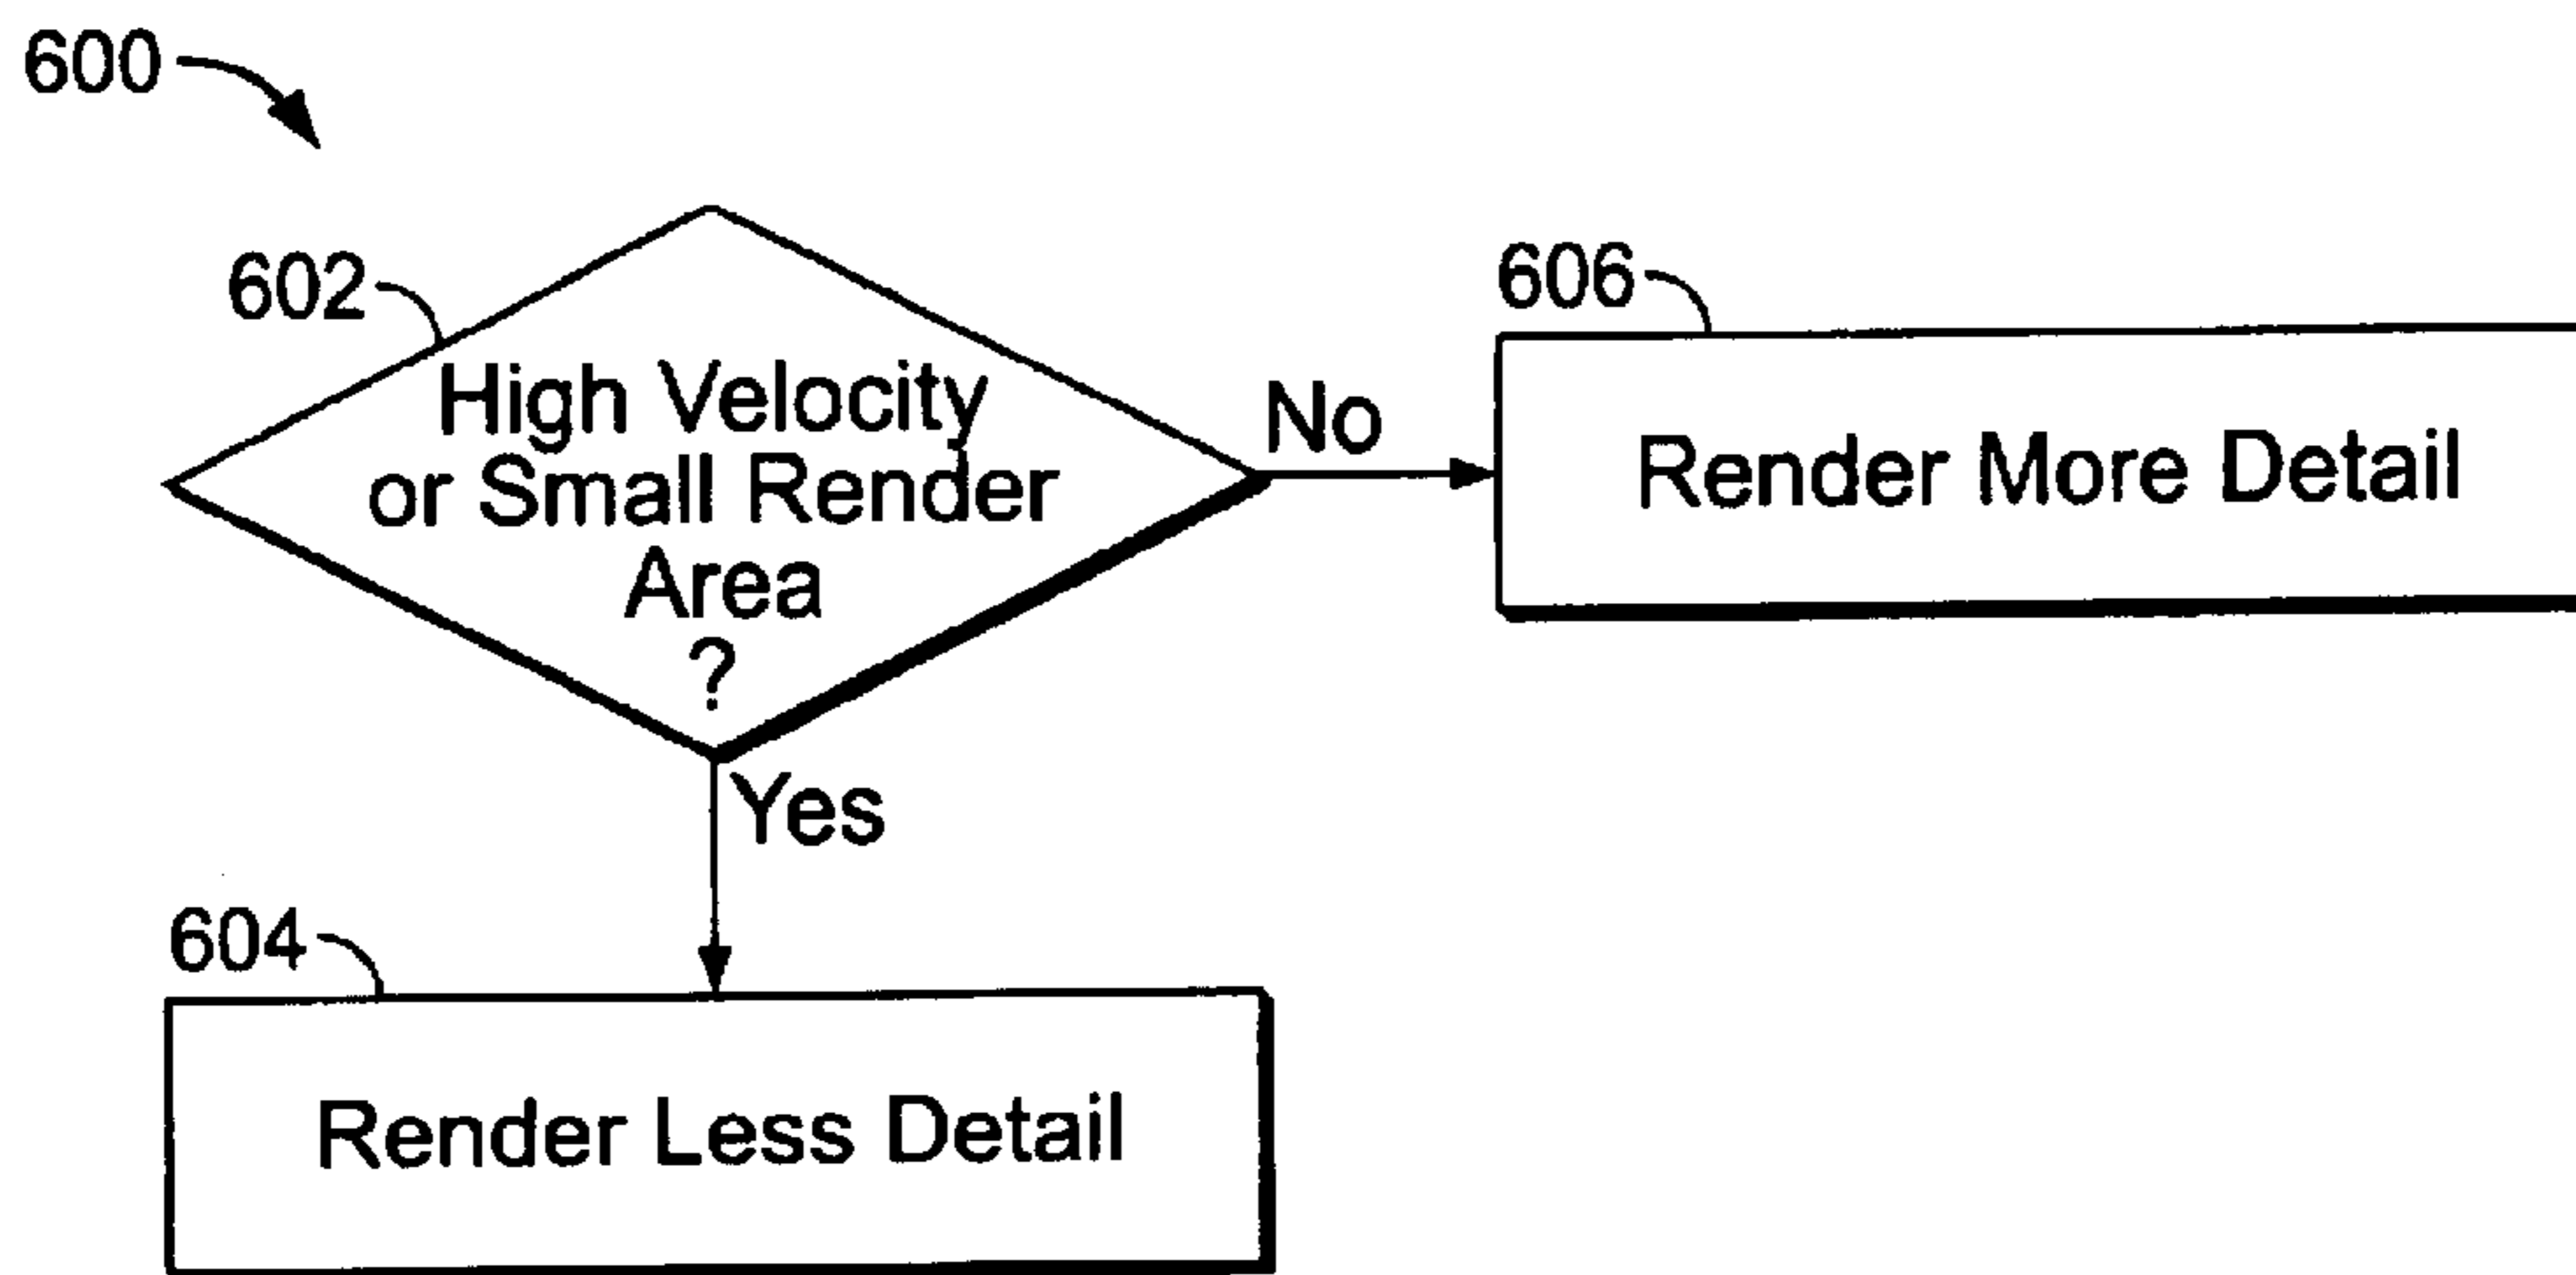 600
602
High Velocity
or Small Render
Area
?
No
606
Render More Detail
Yes
604
Render Less Detail